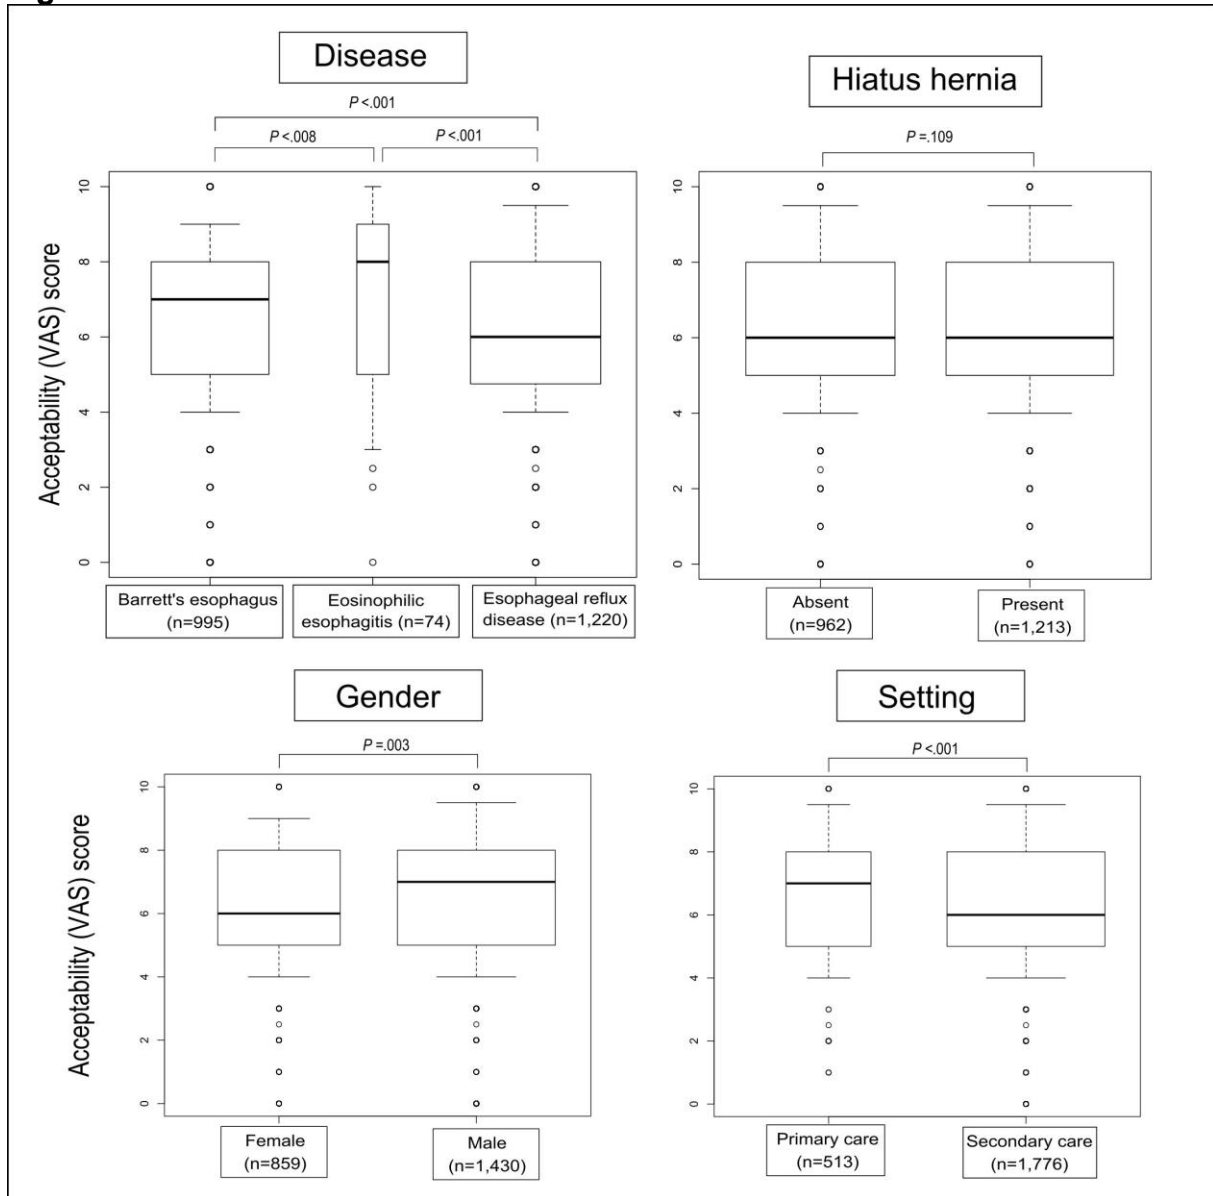 Disease
P <.001
P <.008
P <.001
Acceptability (VAS) score
10
8
6
4
2
0
Barrett's esophagus
(n=995)
Eosinophilic
esophagitis (n=74)
Esophageal reflux
disease (n=1,220)
Hiatus hernia
P =.109
10
8
6
4
2
0
Absent
(n=962)
Present
(n=1,213)
Gender
P =.003
Acceptability (VAS) score
10
8
6
4
2
0
Female
(n=859)
Male
(n=1,430)
Setting
P <.001
10
8
6
4
2
0
Primary care
(n=513)
Secondary care
(n=1,776)